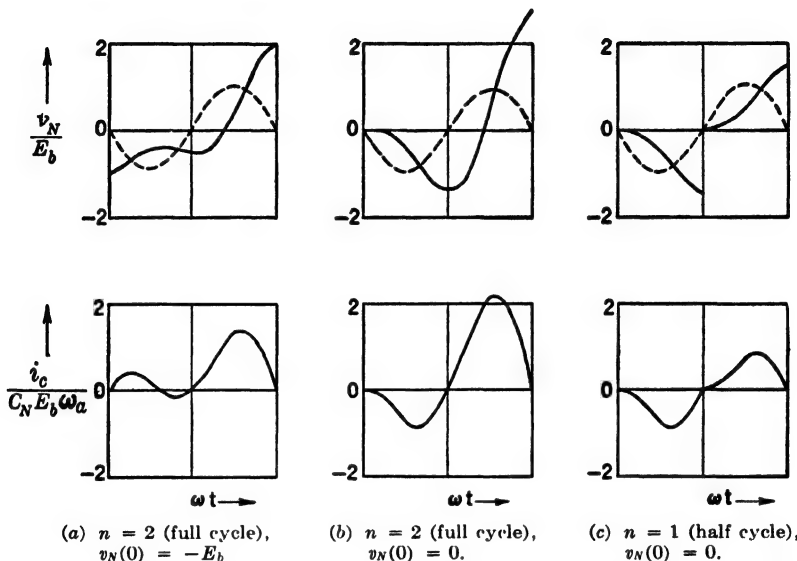 2
2
2
v_N
E_b
0
0
0
−2
−2
−2
2
2
2
i_c
C_N E_b ω_a
0
0
0
−2
−2
−2
ωt
ωt
ωt
(a) n = 2 (full cycle),
v_N(0) = −E_b
(b) n = 2 (full cycle),
v_N(0) = 0.
(c) n = 1 (half cycle),
v_N(0) = 0.